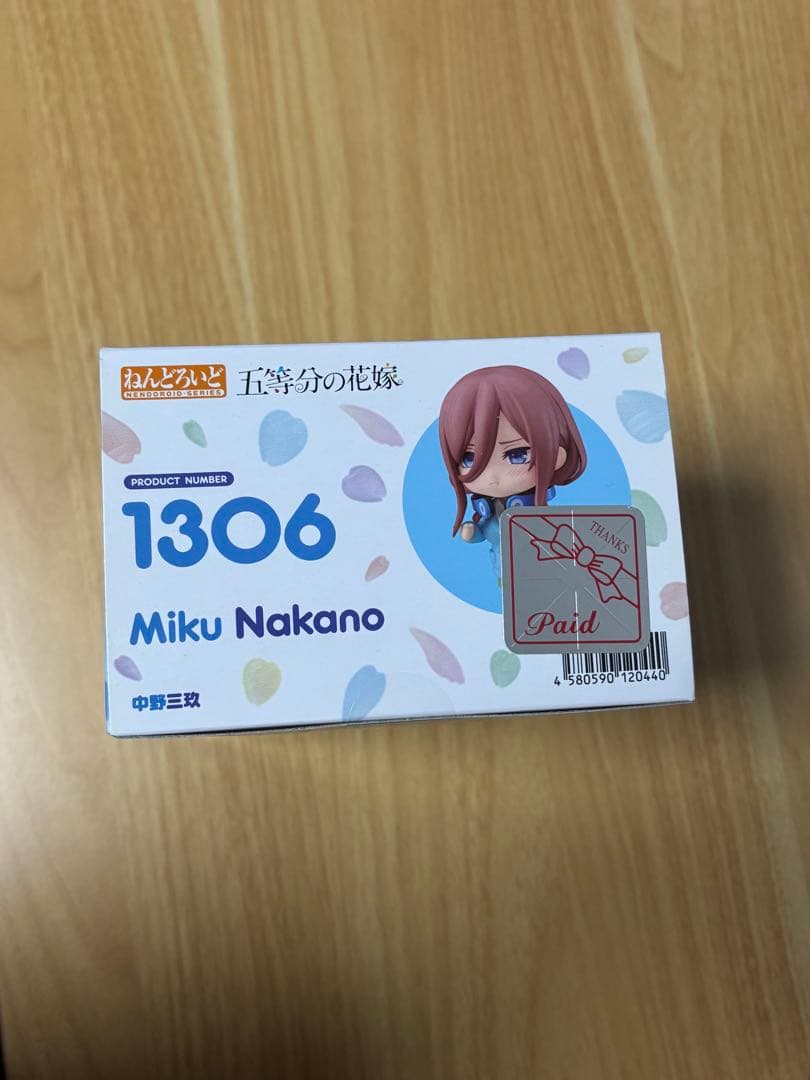 ねんどろいど
NENDOROID-SERIES
五等分の花嫁
PRODUCT NUMBER
1306
Miku Nakano
中野三玖
THANKS
Paid
4 580590 120440